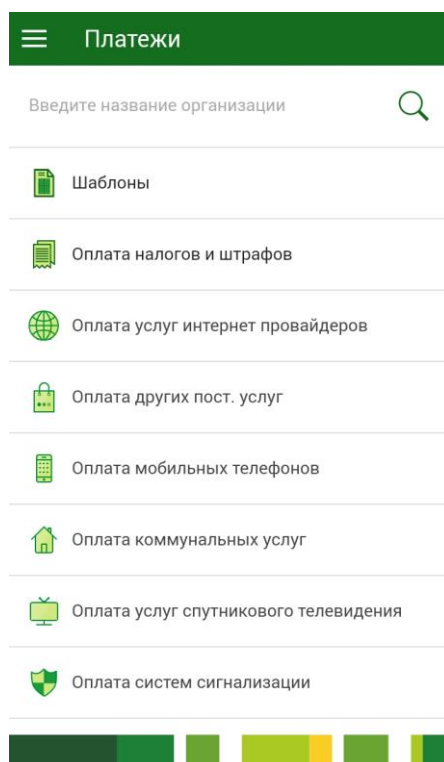 Платежи
Введите название организации
Шаблоны
Оплата налогов и штрафов
Оплата услуг интернет провайдеров
Оплата других пост. услуг
Оплата мобильных телефонов
Оплата коммунальных услуг
Оплата услуг спутникового телевидения
Оплата систем сигнализации